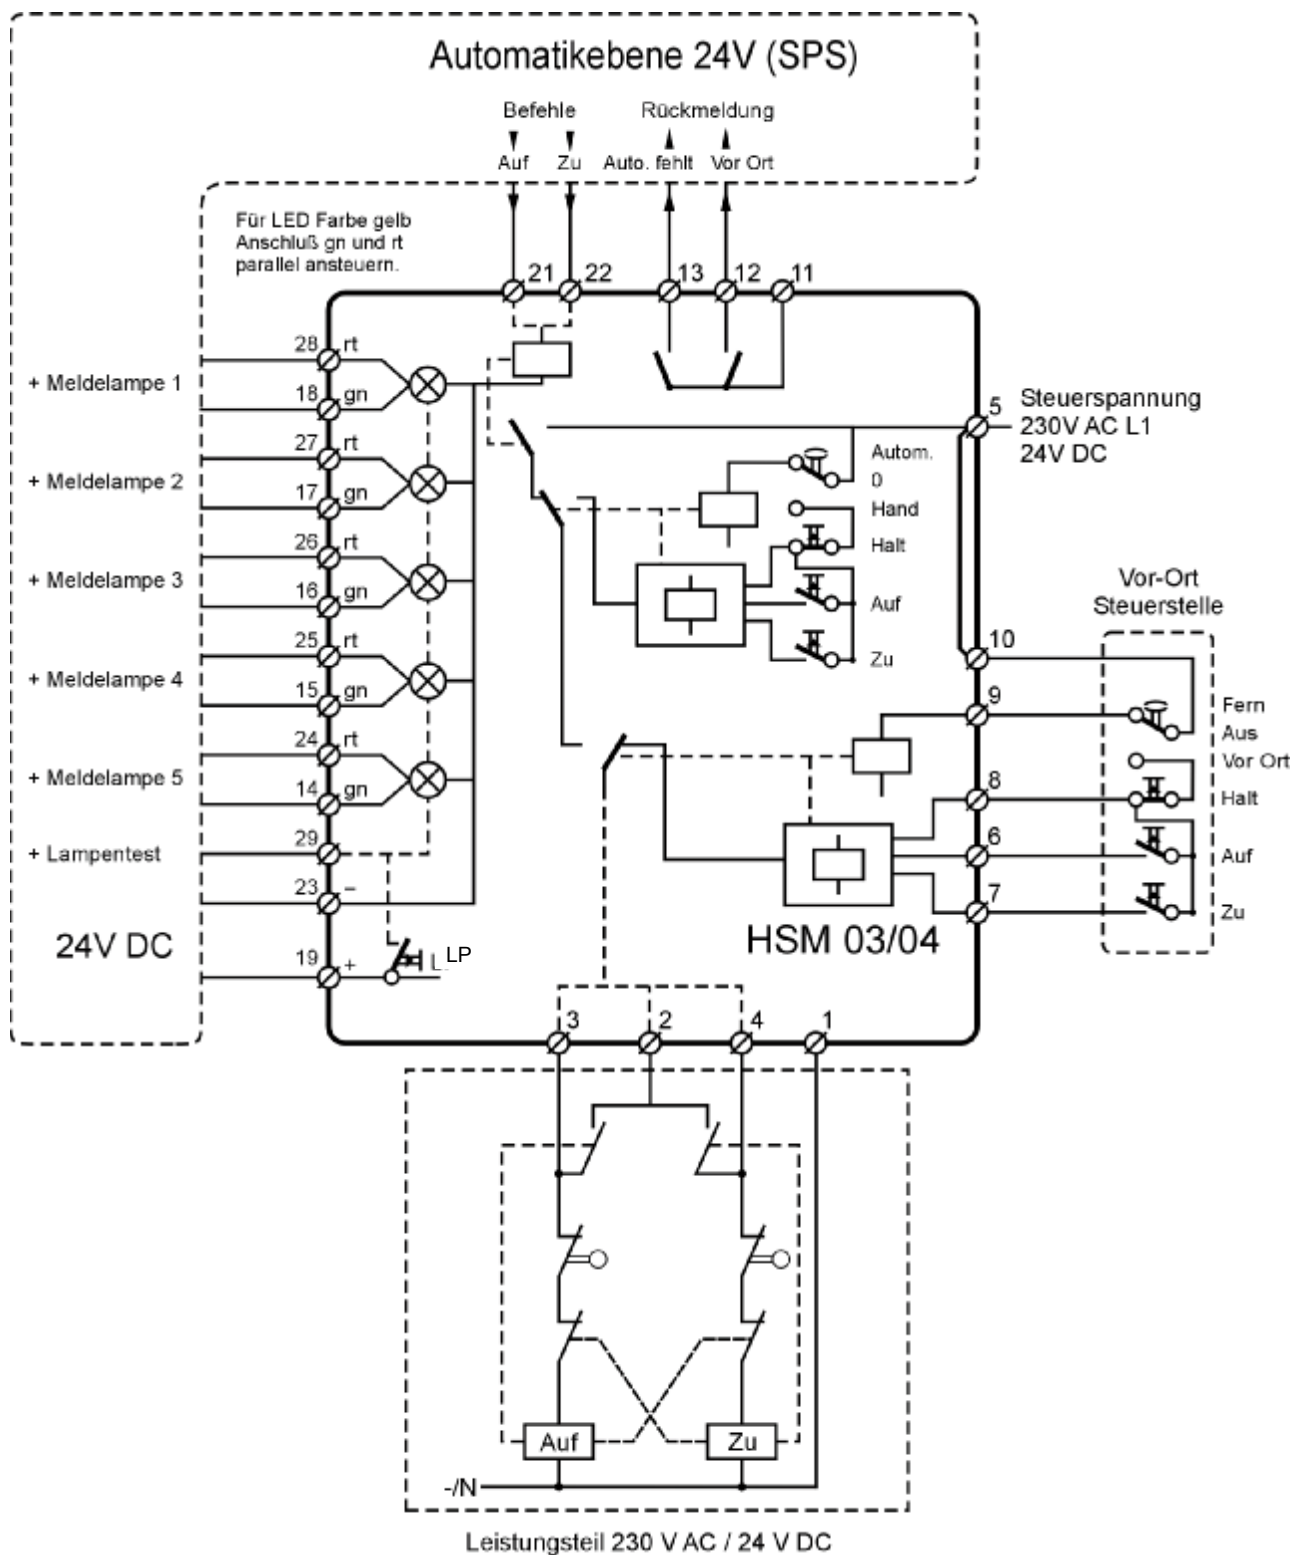 Automatikebene 24V (SPS)
Befehle
Rückmeldung
Auf
Zu
Auto. fehlt
Vor Ort
Für LED Farbe gelb
Anschluß gn und rt
parallel ansteuern.
21
22
13
12
11
28
rt
+ Meldelampe 1
18
gn
27
rt
+ Meldelampe 2
17
gn
26
rt
+ Meldelampe 3
16
gn
25
rt
+ Meldelampe 4
15
gn
24
rt
+ Meldelampe 5
14
gn
29
+ Lampentest
23
–
24V DC
19
+
LP
5
Steuerspannung
230V AC L1
24V DC
Autom.
0
Hand
Halt
Auf
Zu
Vor-Ort
Steuerstelle
10
9
Fern
Aus
Vor Ort
8
Halt
6
Auf
7
Zu
HSM 03/04
3
2
4
1
Auf
Zu
-/N
Leistungsteil 230 V AC / 24 V DC